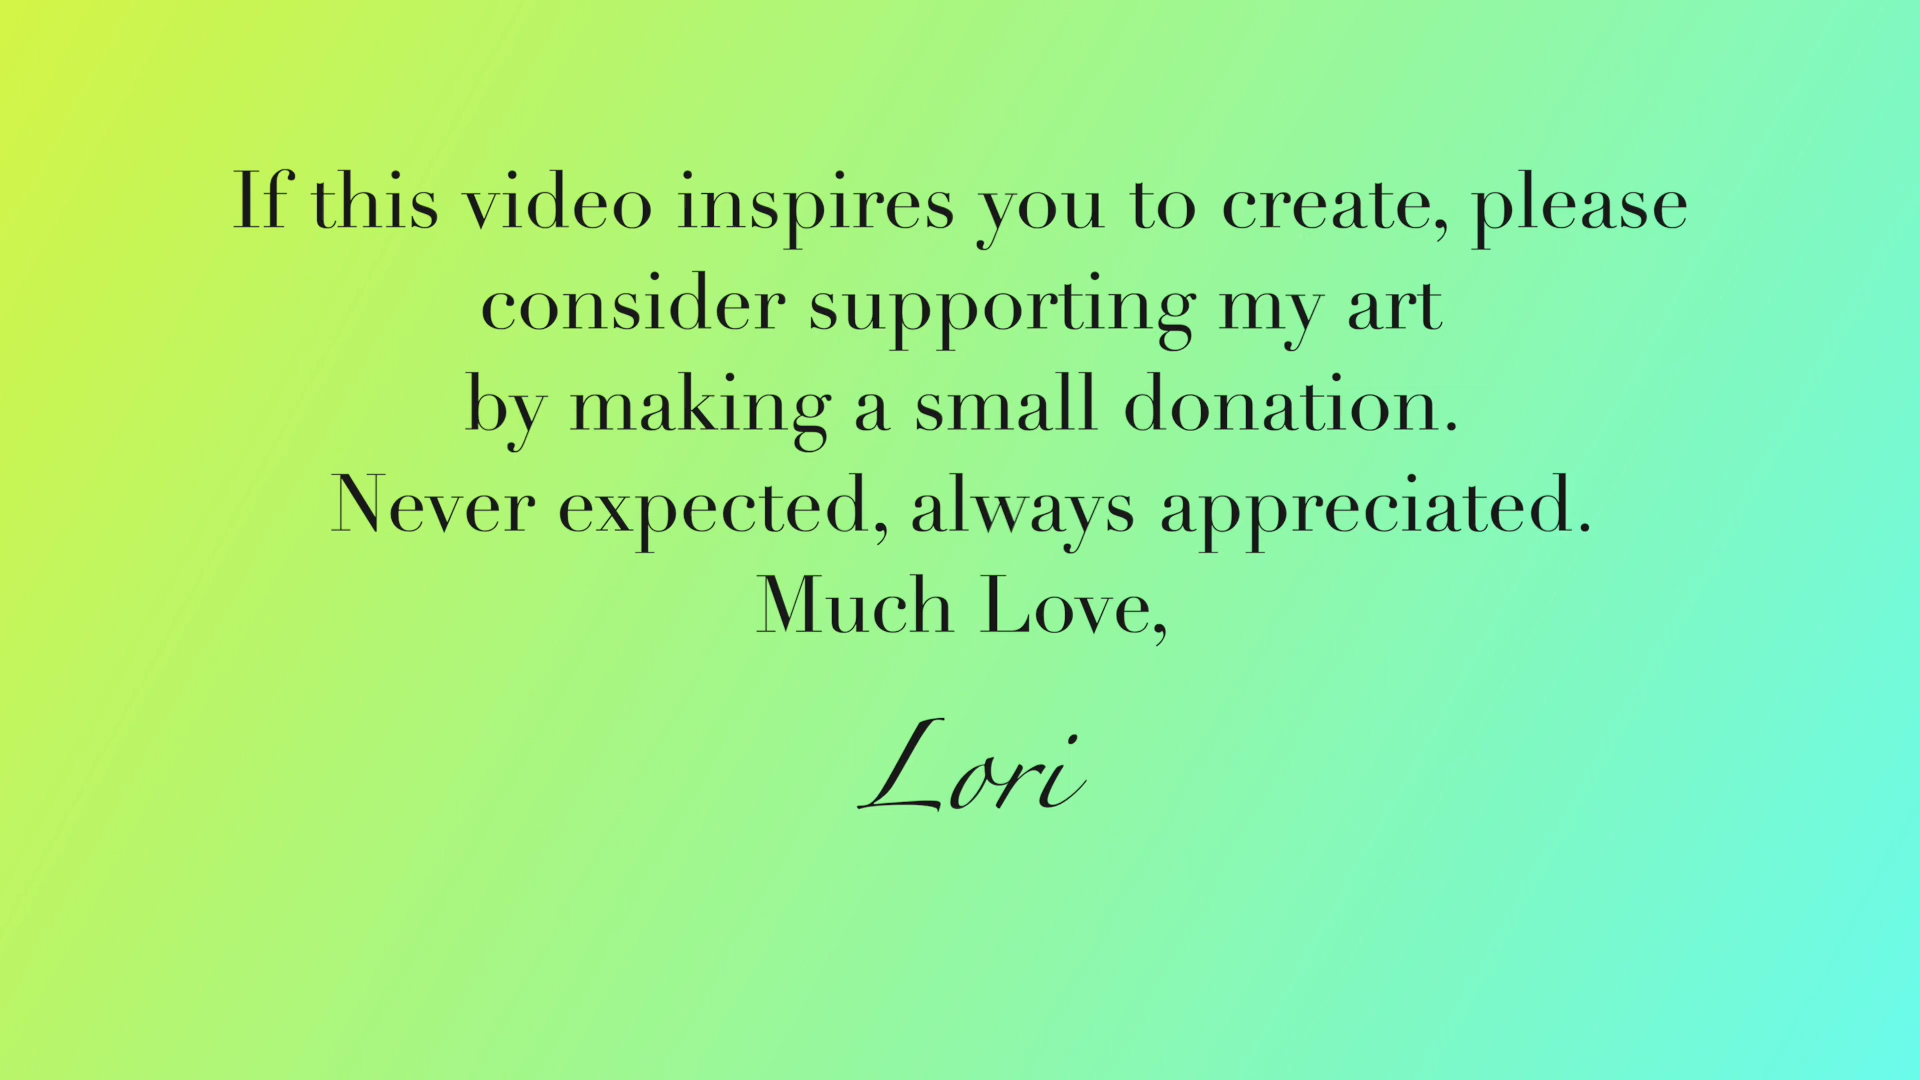 If this video inspires you to create, please
consider supporting my art
by making a small donation.
Never expected, always appreciated.
Much Love,
Lori